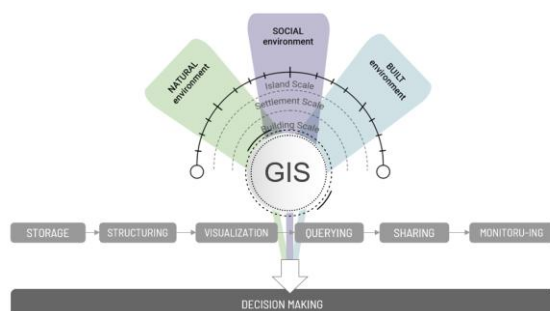 SOCIAL
environment
NATURAL
environment
BUILT
environment
Island Scale
Settlement Scale
Building Scale
GIS
STORAGE
STRUCTURING
VISUALIZATION
QUERYING
SHARING
MONITORU-ING
DECISION MAKING